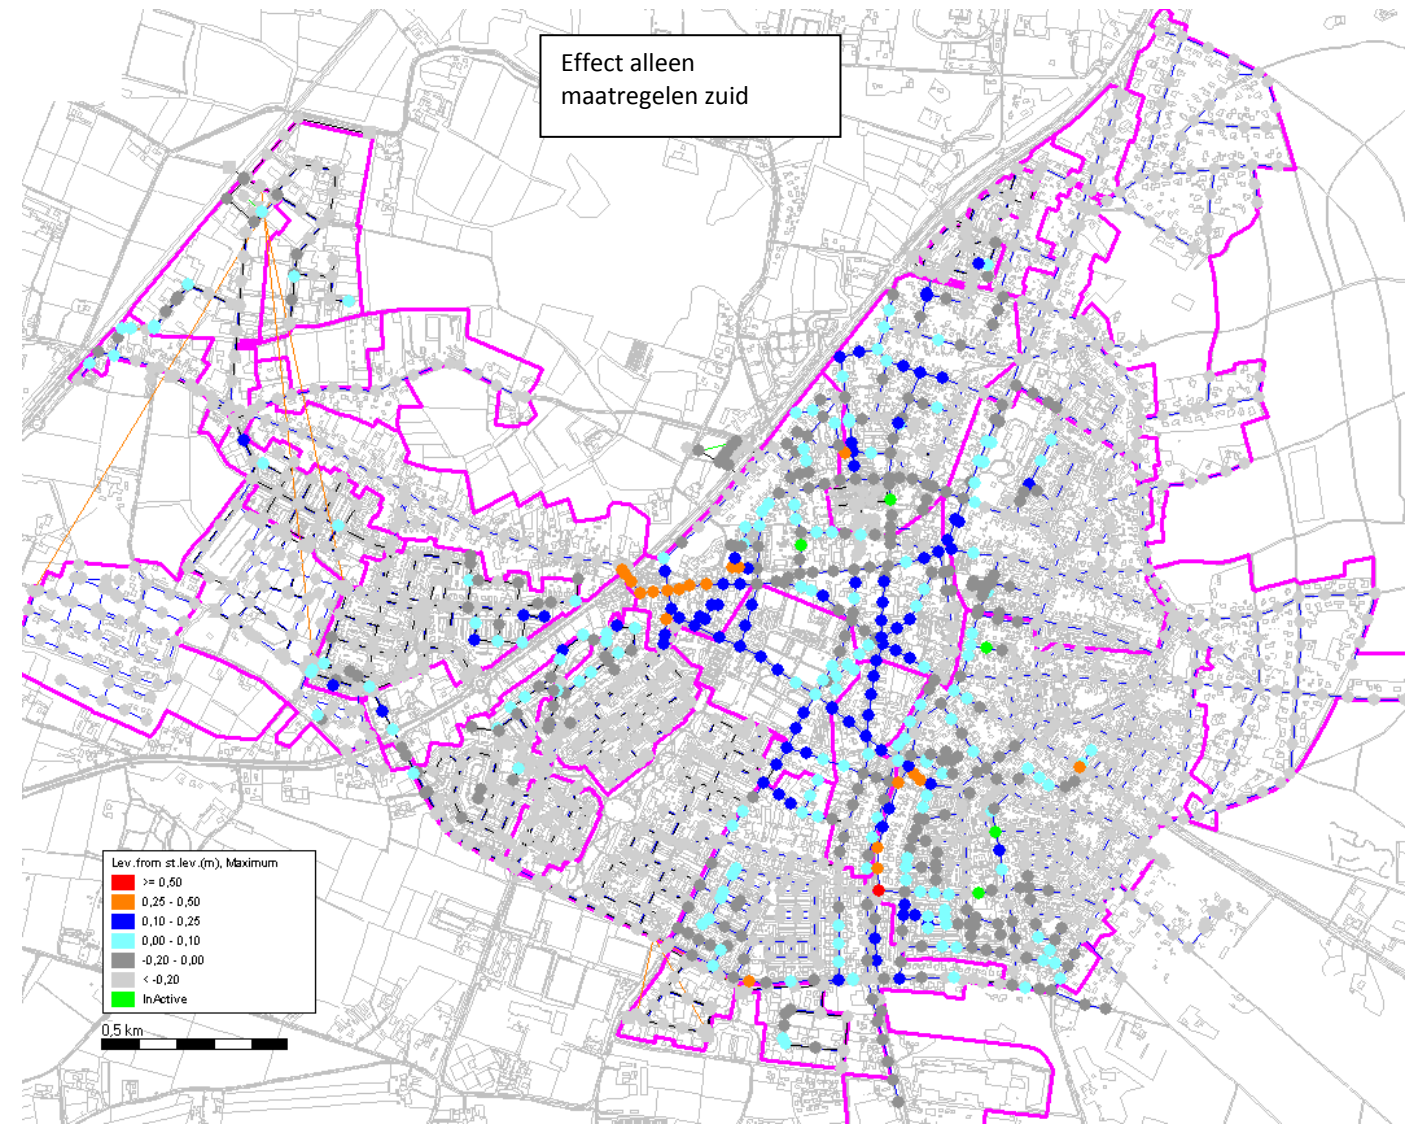 Effect alleen
maatregelen zuid
Lev.from st.lev.(m), Maximum
>= 0,50
0,25 - 0,50
0,10 - 0,25
0,00 - 0,10
-0,20 - 0,00
< -0,20
InActive
0,5 km